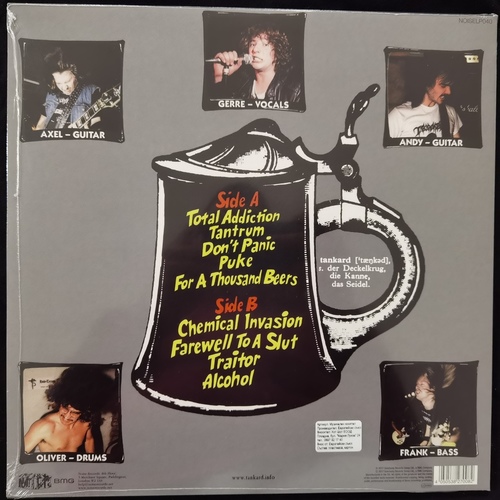 GERRE – VOCALS
AXEL – GUITAR
ANDY – GUITAR
Side A
Total Addiction
Tantrum
Don't Panic
Puke
For A Thousand Beers
Side B
Chemical Invasion
Farewell To A Slut
Traitor
Alcohol
tankard ['tæŋkəd],
s. der Deckelkrug,
die Kanne,
das Seidel.
OLIVER – DRUMS
FRANK – BASS
NOISE
BMG
www.tankard.info